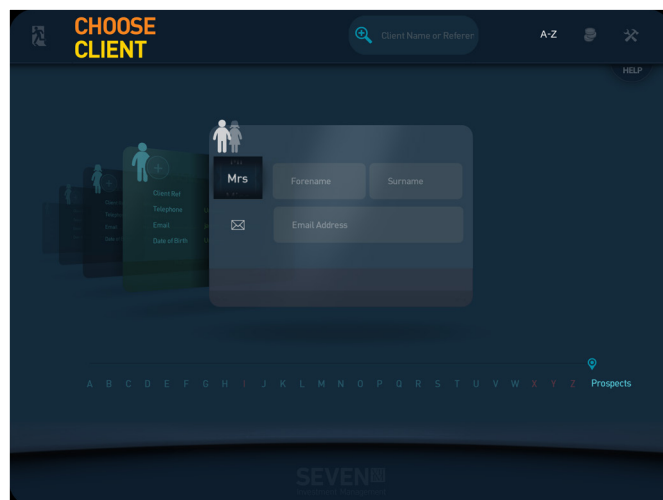 CHOOSE
CLIENT
Client Name or Referer
A-Z
HELP
Mrs
Forename
Surname
Client Ref
Telephone
Email
Email Address
Date of Birth
A B C D E F G H I J K L M N O P Q R S T U V W X Y Z Prospects
SEVEN